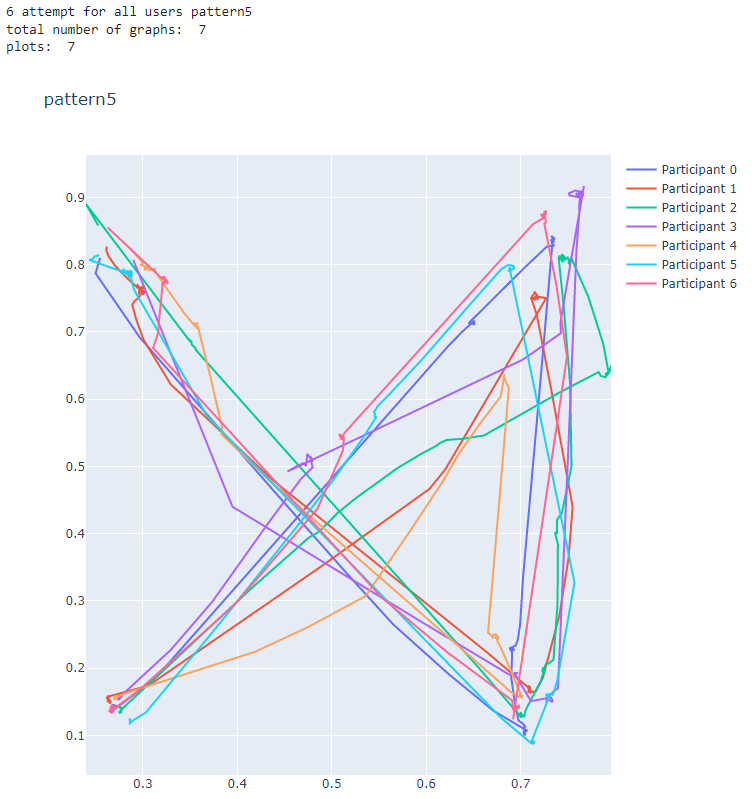 6 attempt for all users pattern5
total number of graphs:  7
plots:  7
pattern5
Participant 0
Participant 1
Participant 2
Participant 3
Participant 4
Participant 5
Participant 6
0.9
0.8
0.7
0.6
0.5
0.4
0.3
0.2
0.1
0.3 0.4 0.5 0.6 0.7